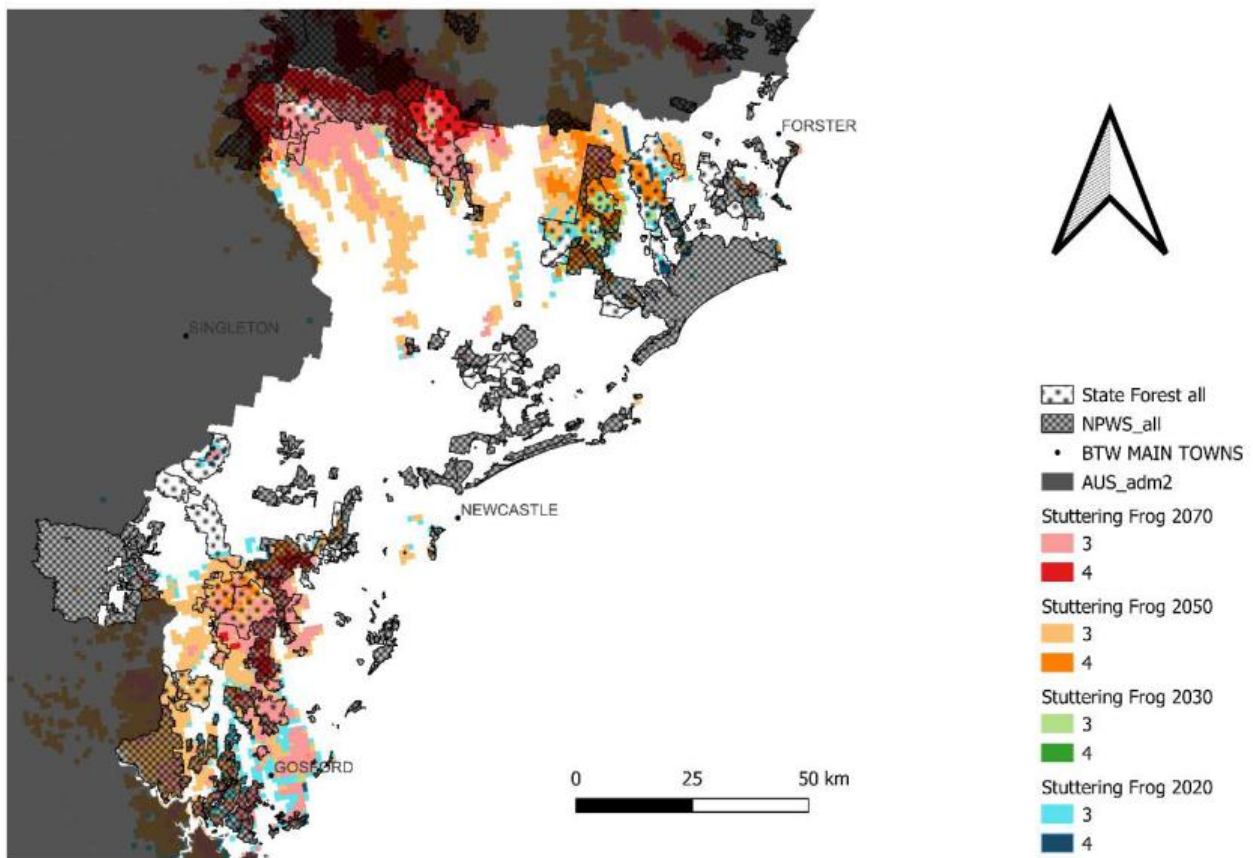 FORSTER
SINGLETON
NEWCASTLE
GOSFORD
0 25 50 km
State Forest all
NPWS_all
BTW MAIN TOWNS
AUS_adm2
Stuttering Frog 2070
3
4
Stuttering Frog 2050
3
4
Stuttering Frog 2030
3
4
Stuttering Frog 2020
3
4